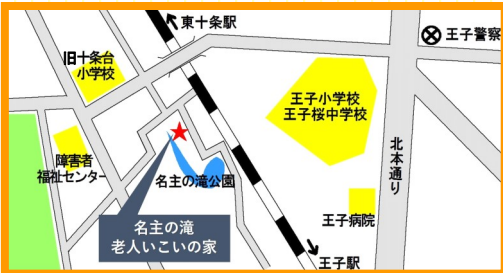 東十条駅
王子警察
旧十条台
小学校
王子小学校
王子桜中学校
北本通り
障害者
福祉センター
名主の滝公園
名主の滝
老人いこいの家
王子病院
王子駅